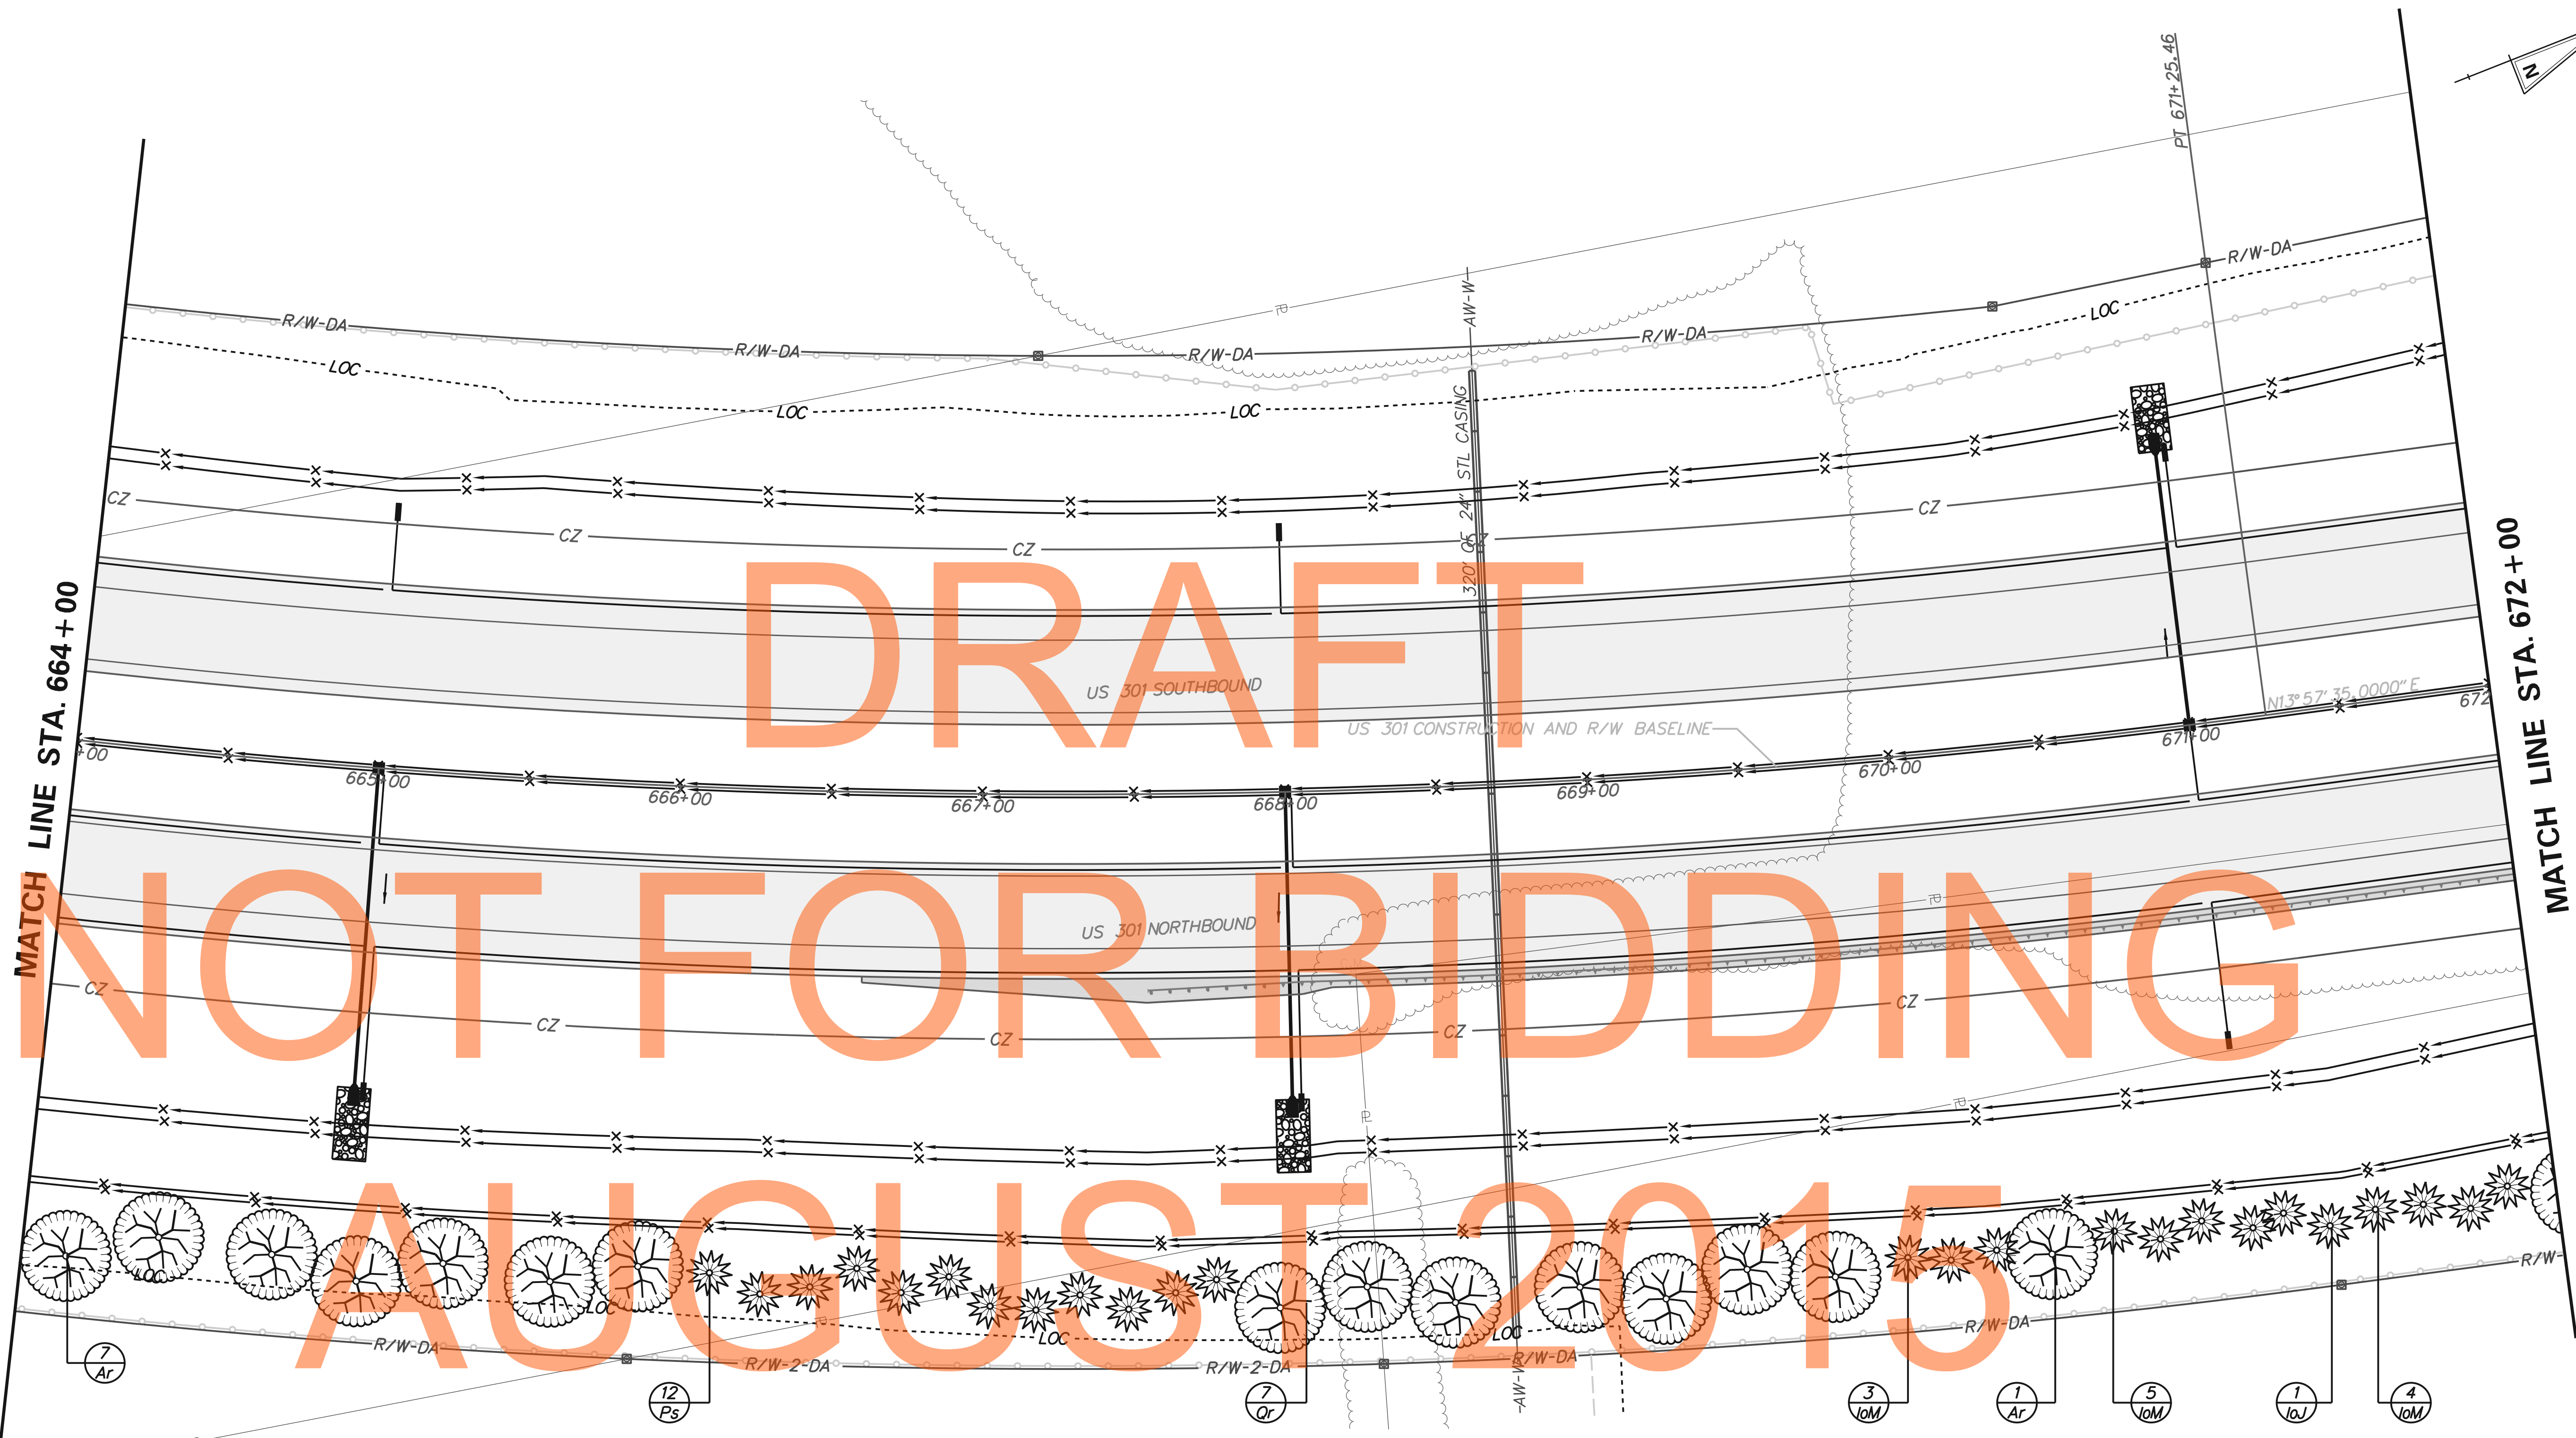 PT 671+25.46
N
R/W-DA
R/W-DA
R/W-DA
R/W-DA
R/W-DA
AW-W
LOC
LOC
LOC
LOC
320' OF 24" STL CASING
CZ
CZ
CZ
CZ
CZ
MATCH LINE STA. 664+00
MATCH LINE STA. 672+00
DRAFT
US 301 SOUTHBOUND
US 301 CONSTRUCTION AND R/W BASELINE
N13°57'35.0000" E
+00
665+00
666+00
667+00
668+00
669+00
670+00
671+00
672
NOT FOR BIDDING
US 301 NORTHBOUND
CZ
CZ
CZ
CZ
CZ
AUGUST 2015
LOC
LOC
LOC
LOC
R/W-DA
R/W-2-DA
R/W-2-DA
R/W-DA
R/W-DA
R/W-
AW-W
7
Ar
12
Ps
7
Qr
3
IoM
1
Ar
5
IoM
1
IoJ
4
IoM